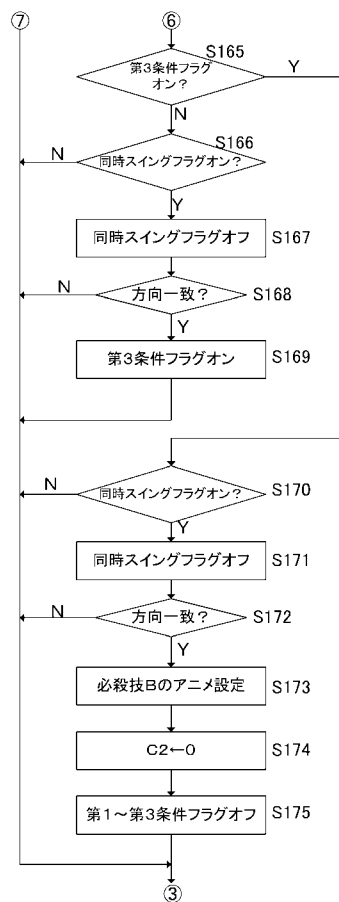 ⑦
⑥
S165
第3条件フラグ
オン?
Y
N
S166
同時スイングフラグオン?
N
Y
同時スイングフラグオフ
S167
方向一致?
S168
N
Y
第3条件フラグオン
S169
同時スイングフラグオン?
S170
N
Y
同時スイングフラグオフ
S171
方向一致?
S172
N
Y
必殺技Bのアニメ設定
S173
C2←0
S174
第1～第3条件フラグオフ
S175
③